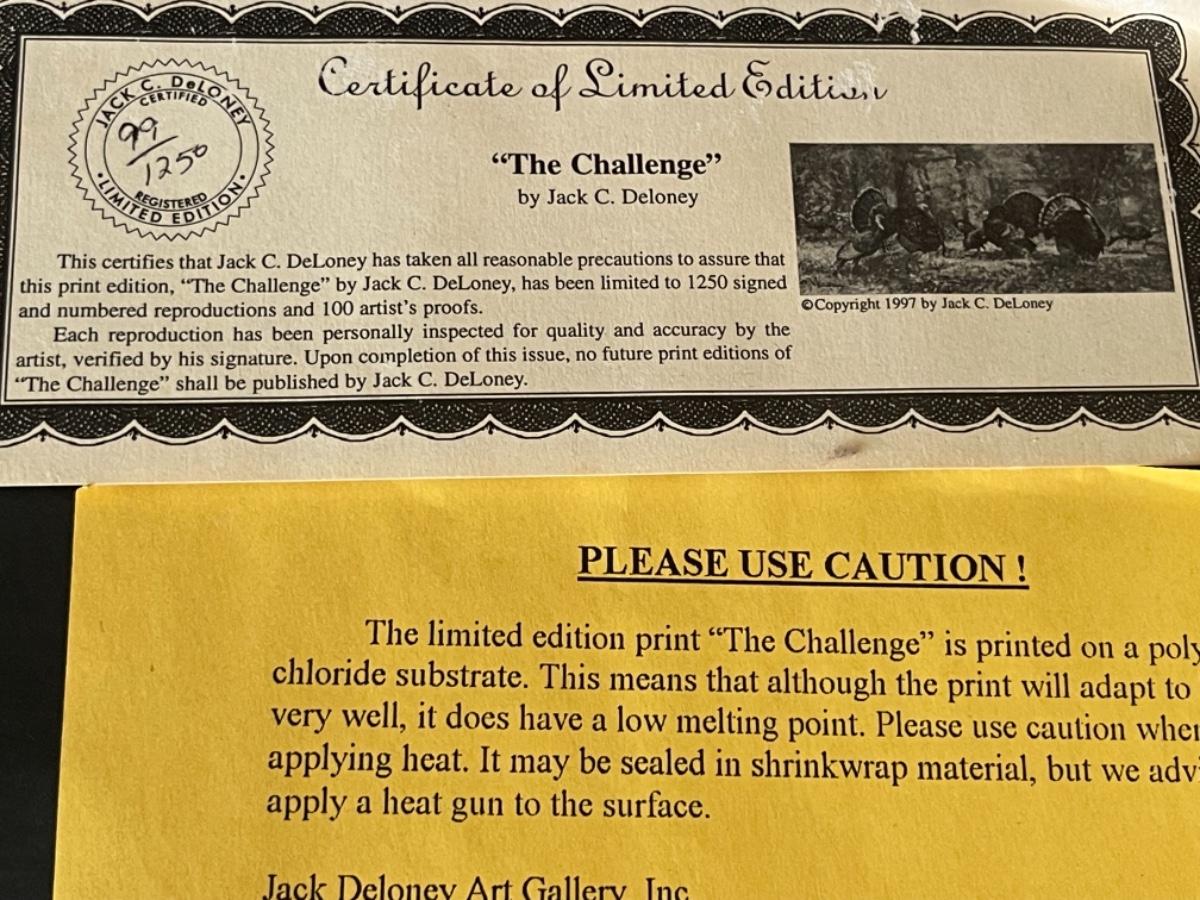 Certificate of Limited Edition
JACK C. DeLONEY
CERTIFIED
99/1250
REGISTERED
LIMITED EDITION
“The Challenge”
by Jack C. Deloney
This certifies that Jack C. DeLoney has taken all reasonable precautions to assure that
this print edition, “The Challenge” by Jack C. DeLoney, has been limited to 1250 signed
and numbered reproductions and 100 artist’s proofs.
Each reproduction has been personally inspected for quality and accuracy by the
artist, verified by his signature. Upon completion of this issue, no future print editions of
“The Challenge” shall be published by Jack C. DeLoney.
©Copyright 1997 by Jack C. DeLoney
PLEASE USE CAUTION !
The limited edition print “The Challenge” is printed on a poly
chloride substrate. This means that although the print will adapt to
very well, it does have a low melting point. Please use caution when
applying heat. It may be sealed in shrinkwrap material, but we advi
apply a heat gun to the surface.
Jack Deloney Art Gallery, Inc